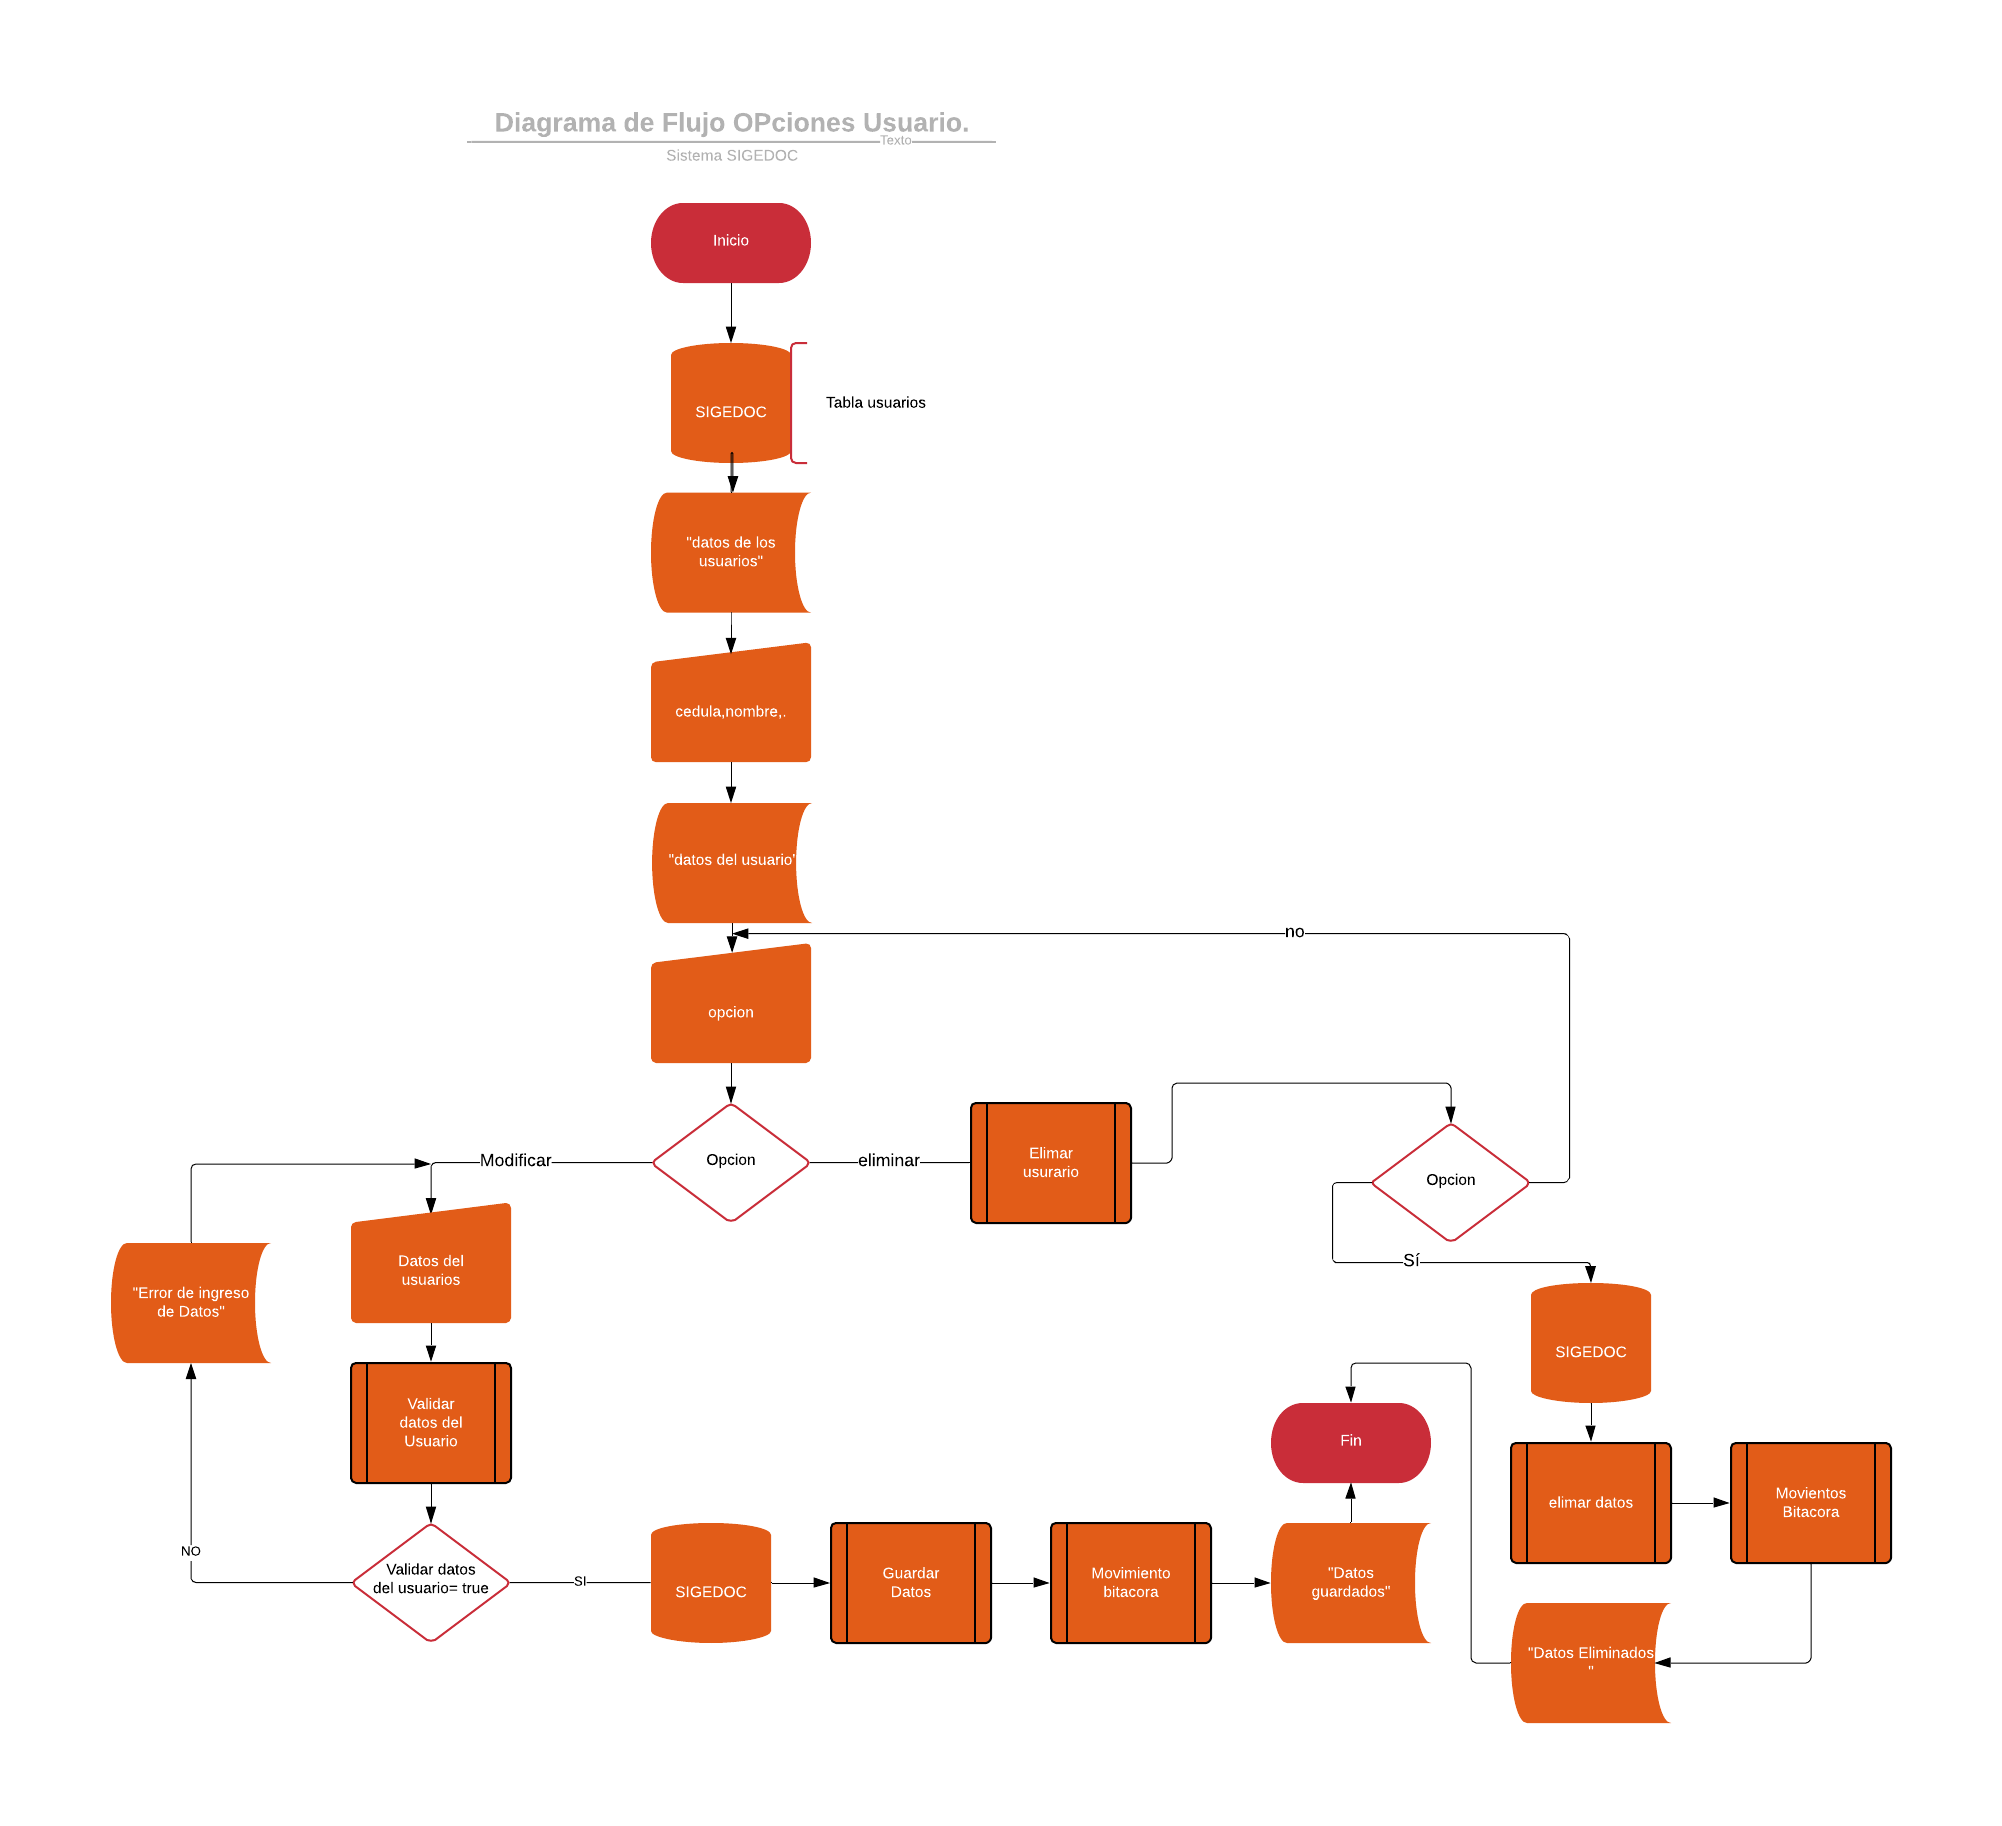 Diagrama de Flujo OPciones Usuario.
Texto
Sistema SIGEDOC
Inicio
SIGEDOC
Tabla usuarios
"datos de los
usuarios"
cedula,nombre,.
"datos del usuario"
no
opcion
Modificar
Opcion
eliminar
Elimar
usurario
Opcion
Sí
Datos del
usuarios
"Error de ingreso
de Datos"
SIGEDOC
Validar
datos del
Usuario
Fin
elimar datos
Movientos
Bitacora
NO
Validar datos
del usuario= true
SI
SIGEDOC
Guardar
Datos
Movimiento
bitacora
"Datos
guardados"
"Datos Eliminados
"